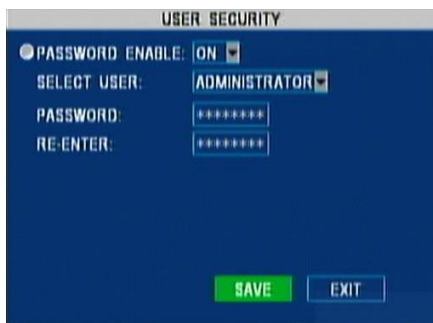 USER SECURITY
PASSWORD ENABLE: ON
SELECT USER: ADMINISTRATOR
PASSWORD: ********
RE-ENTER: ********
SAVE EXIT